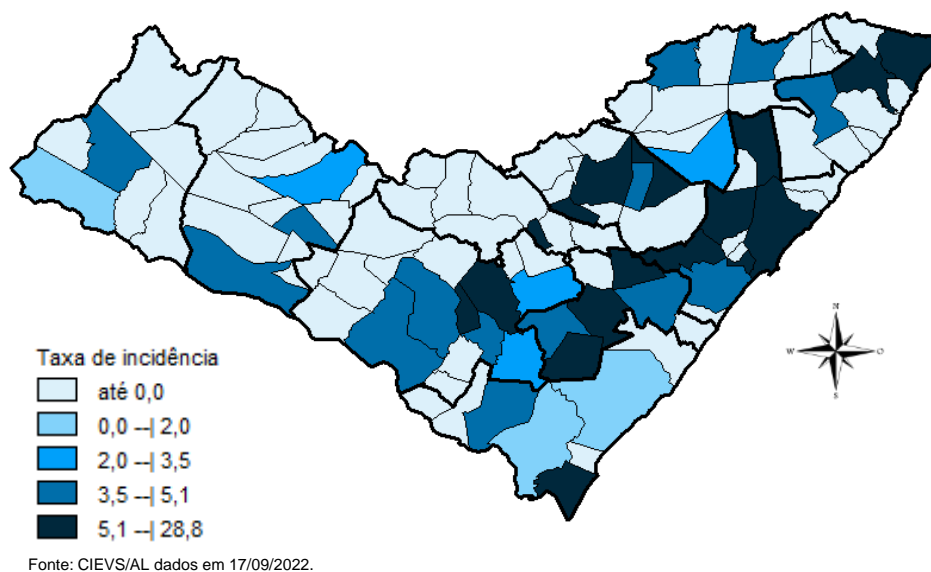 N
W
O
S
Taxa de incidência
até 0,0
0,0 --| 2,0
2,0 --| 3,5
3,5 --| 5,1
5,1 --| 28,8
Fonte: CIEVS/AL dados em 17/09/2022.